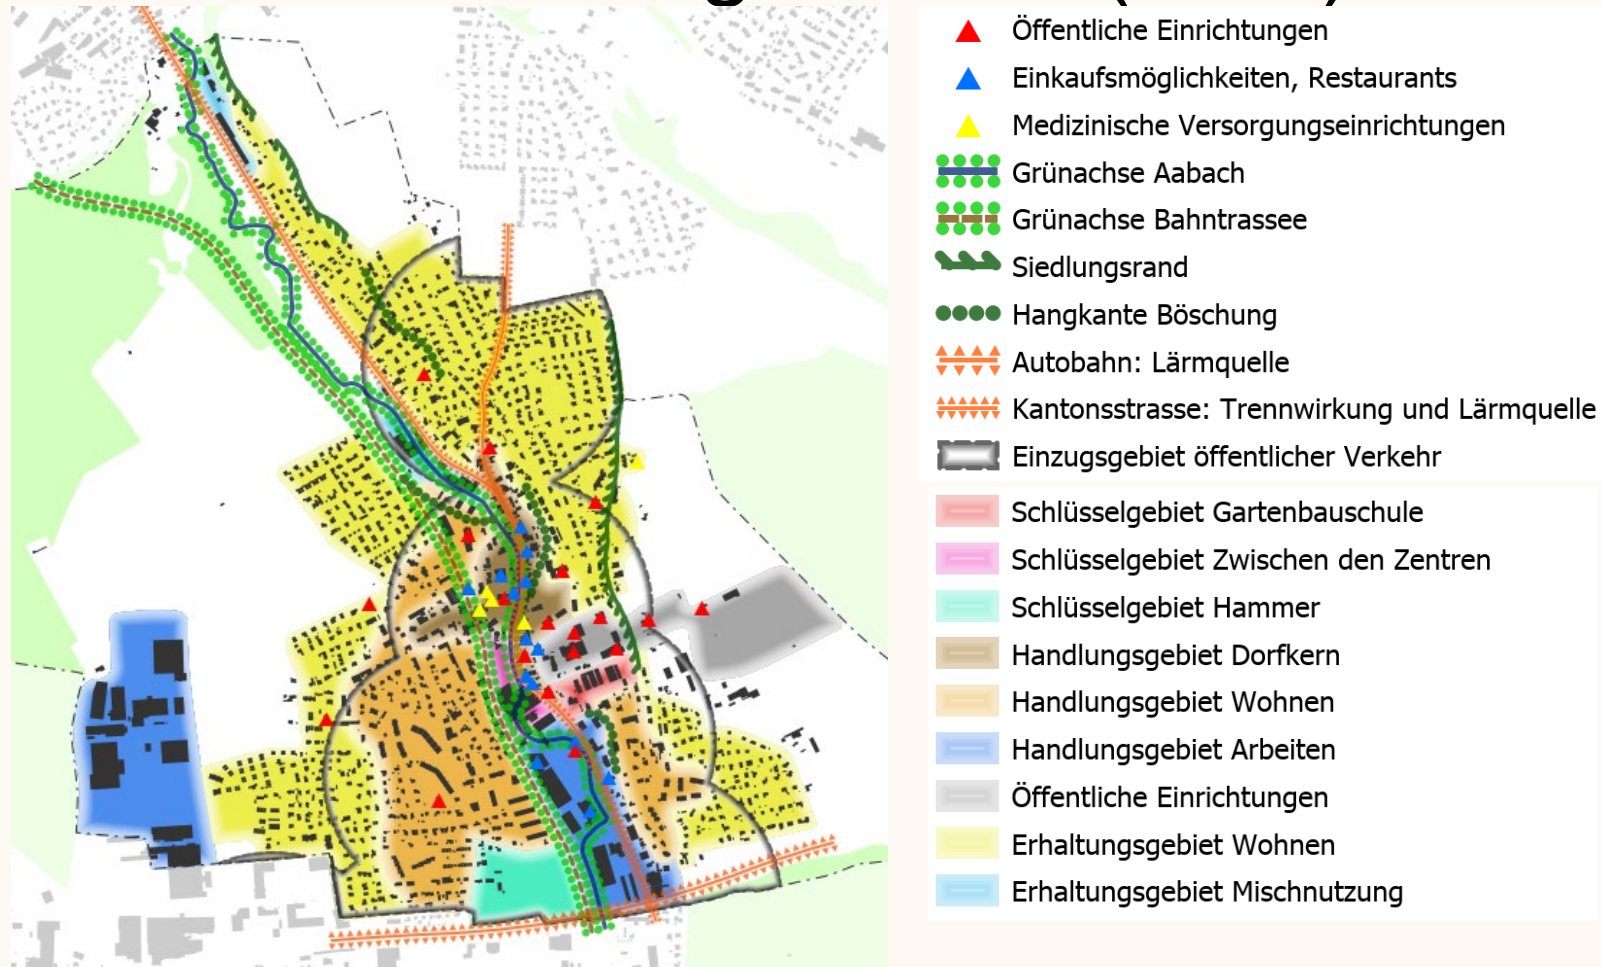 Öffentliche Einrichtungen
Einkaufsmöglichkeiten, Restaurants
Medizinische Versorgungseinrichtungen
Grünachse Aabach
Grünachse Bahntrassee
Siedlungsrand
Hangkante Böschung
Autobahn: Lärmquelle
Kantonsstrasse: Trennwirkung und Lärmquelle
Einzugsgebiet öffentlicher Verkehr
Schlüsselgebiet Gartenbauschule
Schlüsselgebiet Zwischen den Zentren
Schlüsselgebiet Hammer
Handlungsgebiet Dorfkern
Handlungsgebiet Wohnen
Handlungsgebiet Arbeiten
Öffentliche Einrichtungen
Erhaltungsgebiet Wohnen
Erhaltungsgebiet Mischnutzung